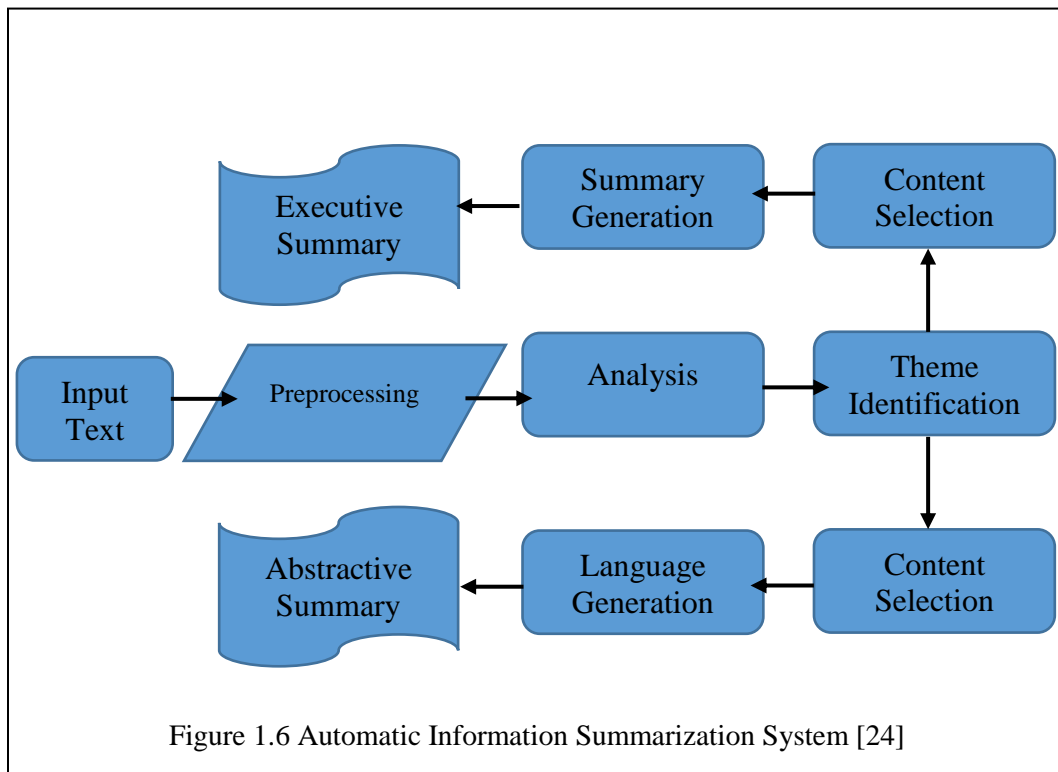 Executive
Summary
Summary
Generation
Content
Selection
Input
Text
Preprocessing
Analysis
Theme
Identification
Abstractive
Summary
Language
Generation
Content
Selection
Figure 1.6 Automatic Information Summarization System [24]